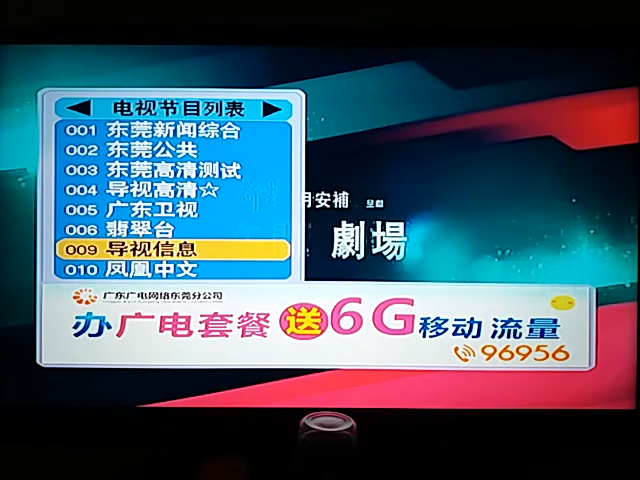 电视节目列表
001 东莞新闻综合
002 东莞公共
003 东莞高清测试
004 导视高清☆
005 广东卫视
006 翡翠台
009 导视信息
010 凤凰中文
月安補
劇場
广东广电网络东莞分公司
办广电套餐送6G移动流量
96956